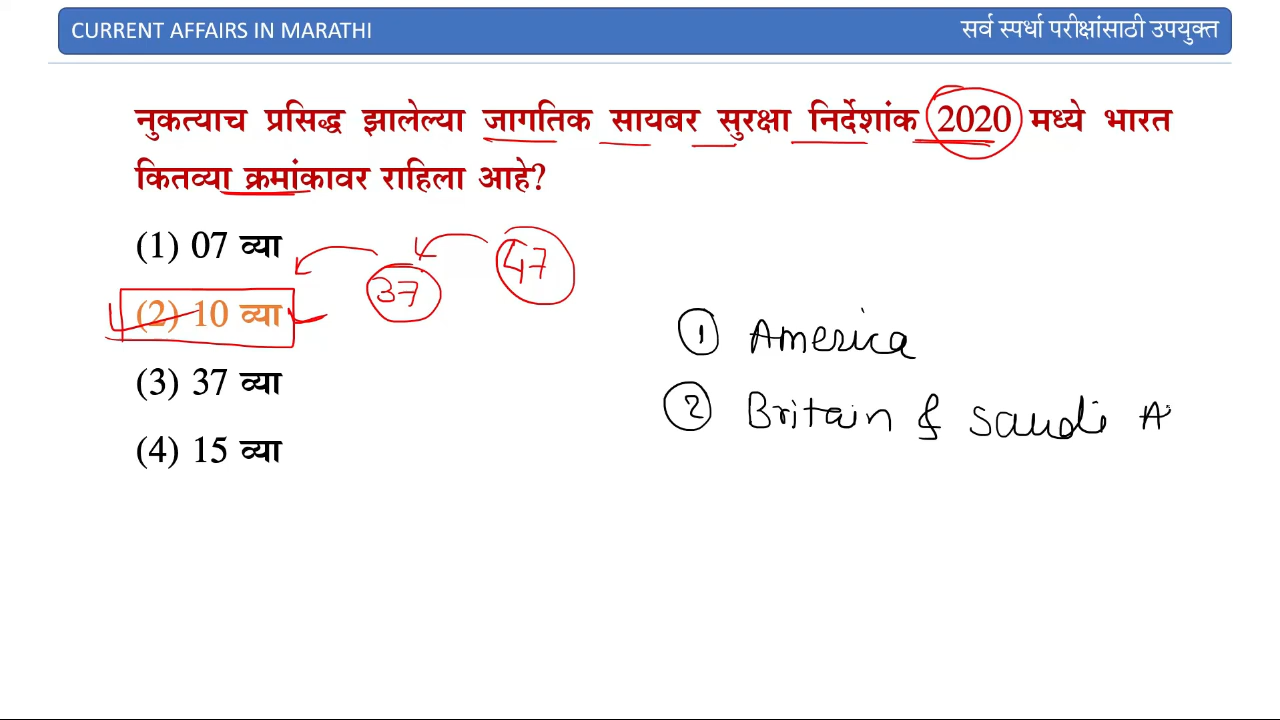 CURRENT AFFAIRS IN MARATHI
सर्व स्पर्धा परीक्षांसाठी उपयुक्त
नुकत्याच प्रसिद्ध झालेल्या जागतिक सायबर सुरक्षा निर्देशांक 2020 मध्ये भारत
कितव्या क्रमांकावर राहिला आहे?
(1) 07 व्या
47
37
(2) 10 व्या
(3) 37 व्या
(4) 15 व्या
1 America
2 Britain & Saudi A